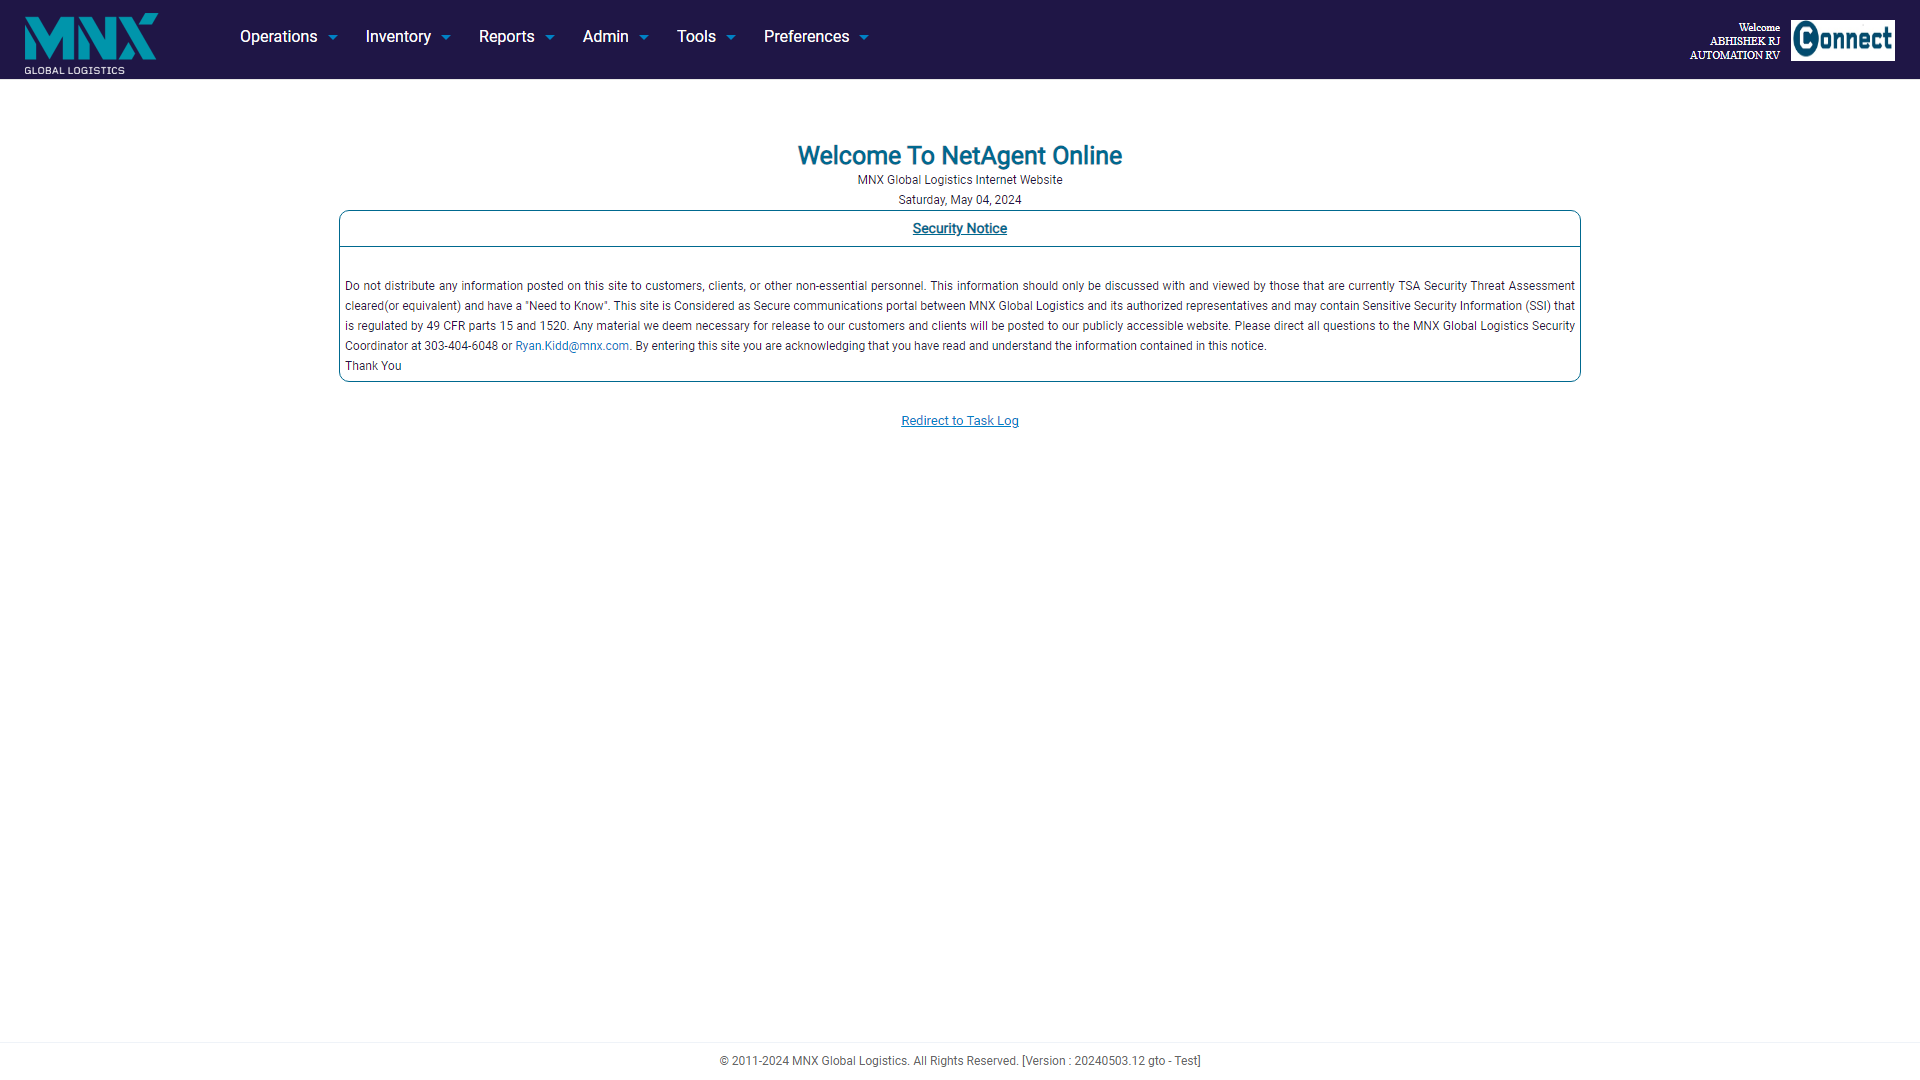 MNX
GLOBAL LOGISTICS
Operations Inventory Reports Admin Tools Preferences
Welcome
ABHISHEK RJ
AUTOMATION RV
Connect
Welcome To NetAgent Online
MNX Global Logistics Internet Website
Saturday, May 04, 2024
Security Notice
Do not distribute any information posted on this site to customers, clients, or other non-essential personnel. This information should only be discussed with and viewed by those that are currently TSA Security Threat Assessment
cleared(or equivalent) and have a "Need to Know". This site is Considered as Secure communications portal between MNX Global Logistics and its authorized representatives and may contain Sensitive Security Information (SSI) that
is regulated by 49 CFR parts 15 and 1520. Any material we deem necessary for release to our customers and clients will be posted to our publicly accessible website. Please direct all questions to the MNX Global Logistics Security
Coordinator at 303-404-6048 or Ryan.Kidd@mnx.com. By entering this site you are acknowledging that you have read and understand the information contained in this notice.
Thank You
Redirect to Task Log
© 2011-2024 MNX Global Logistics. All Rights Reserved. [Version : 20240503.12 gto - Test]